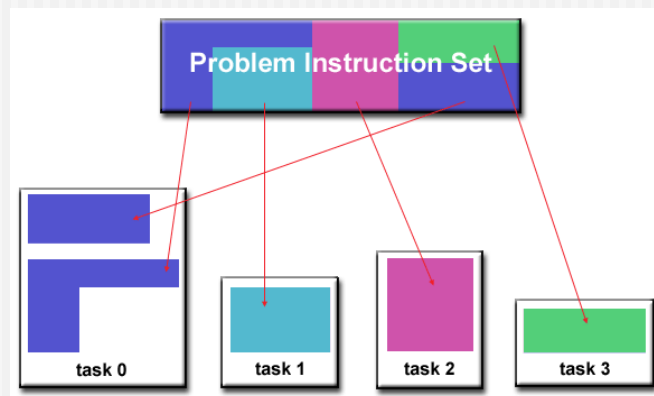 Problem Instruction Set
task 0
task 1
task 2
task 3